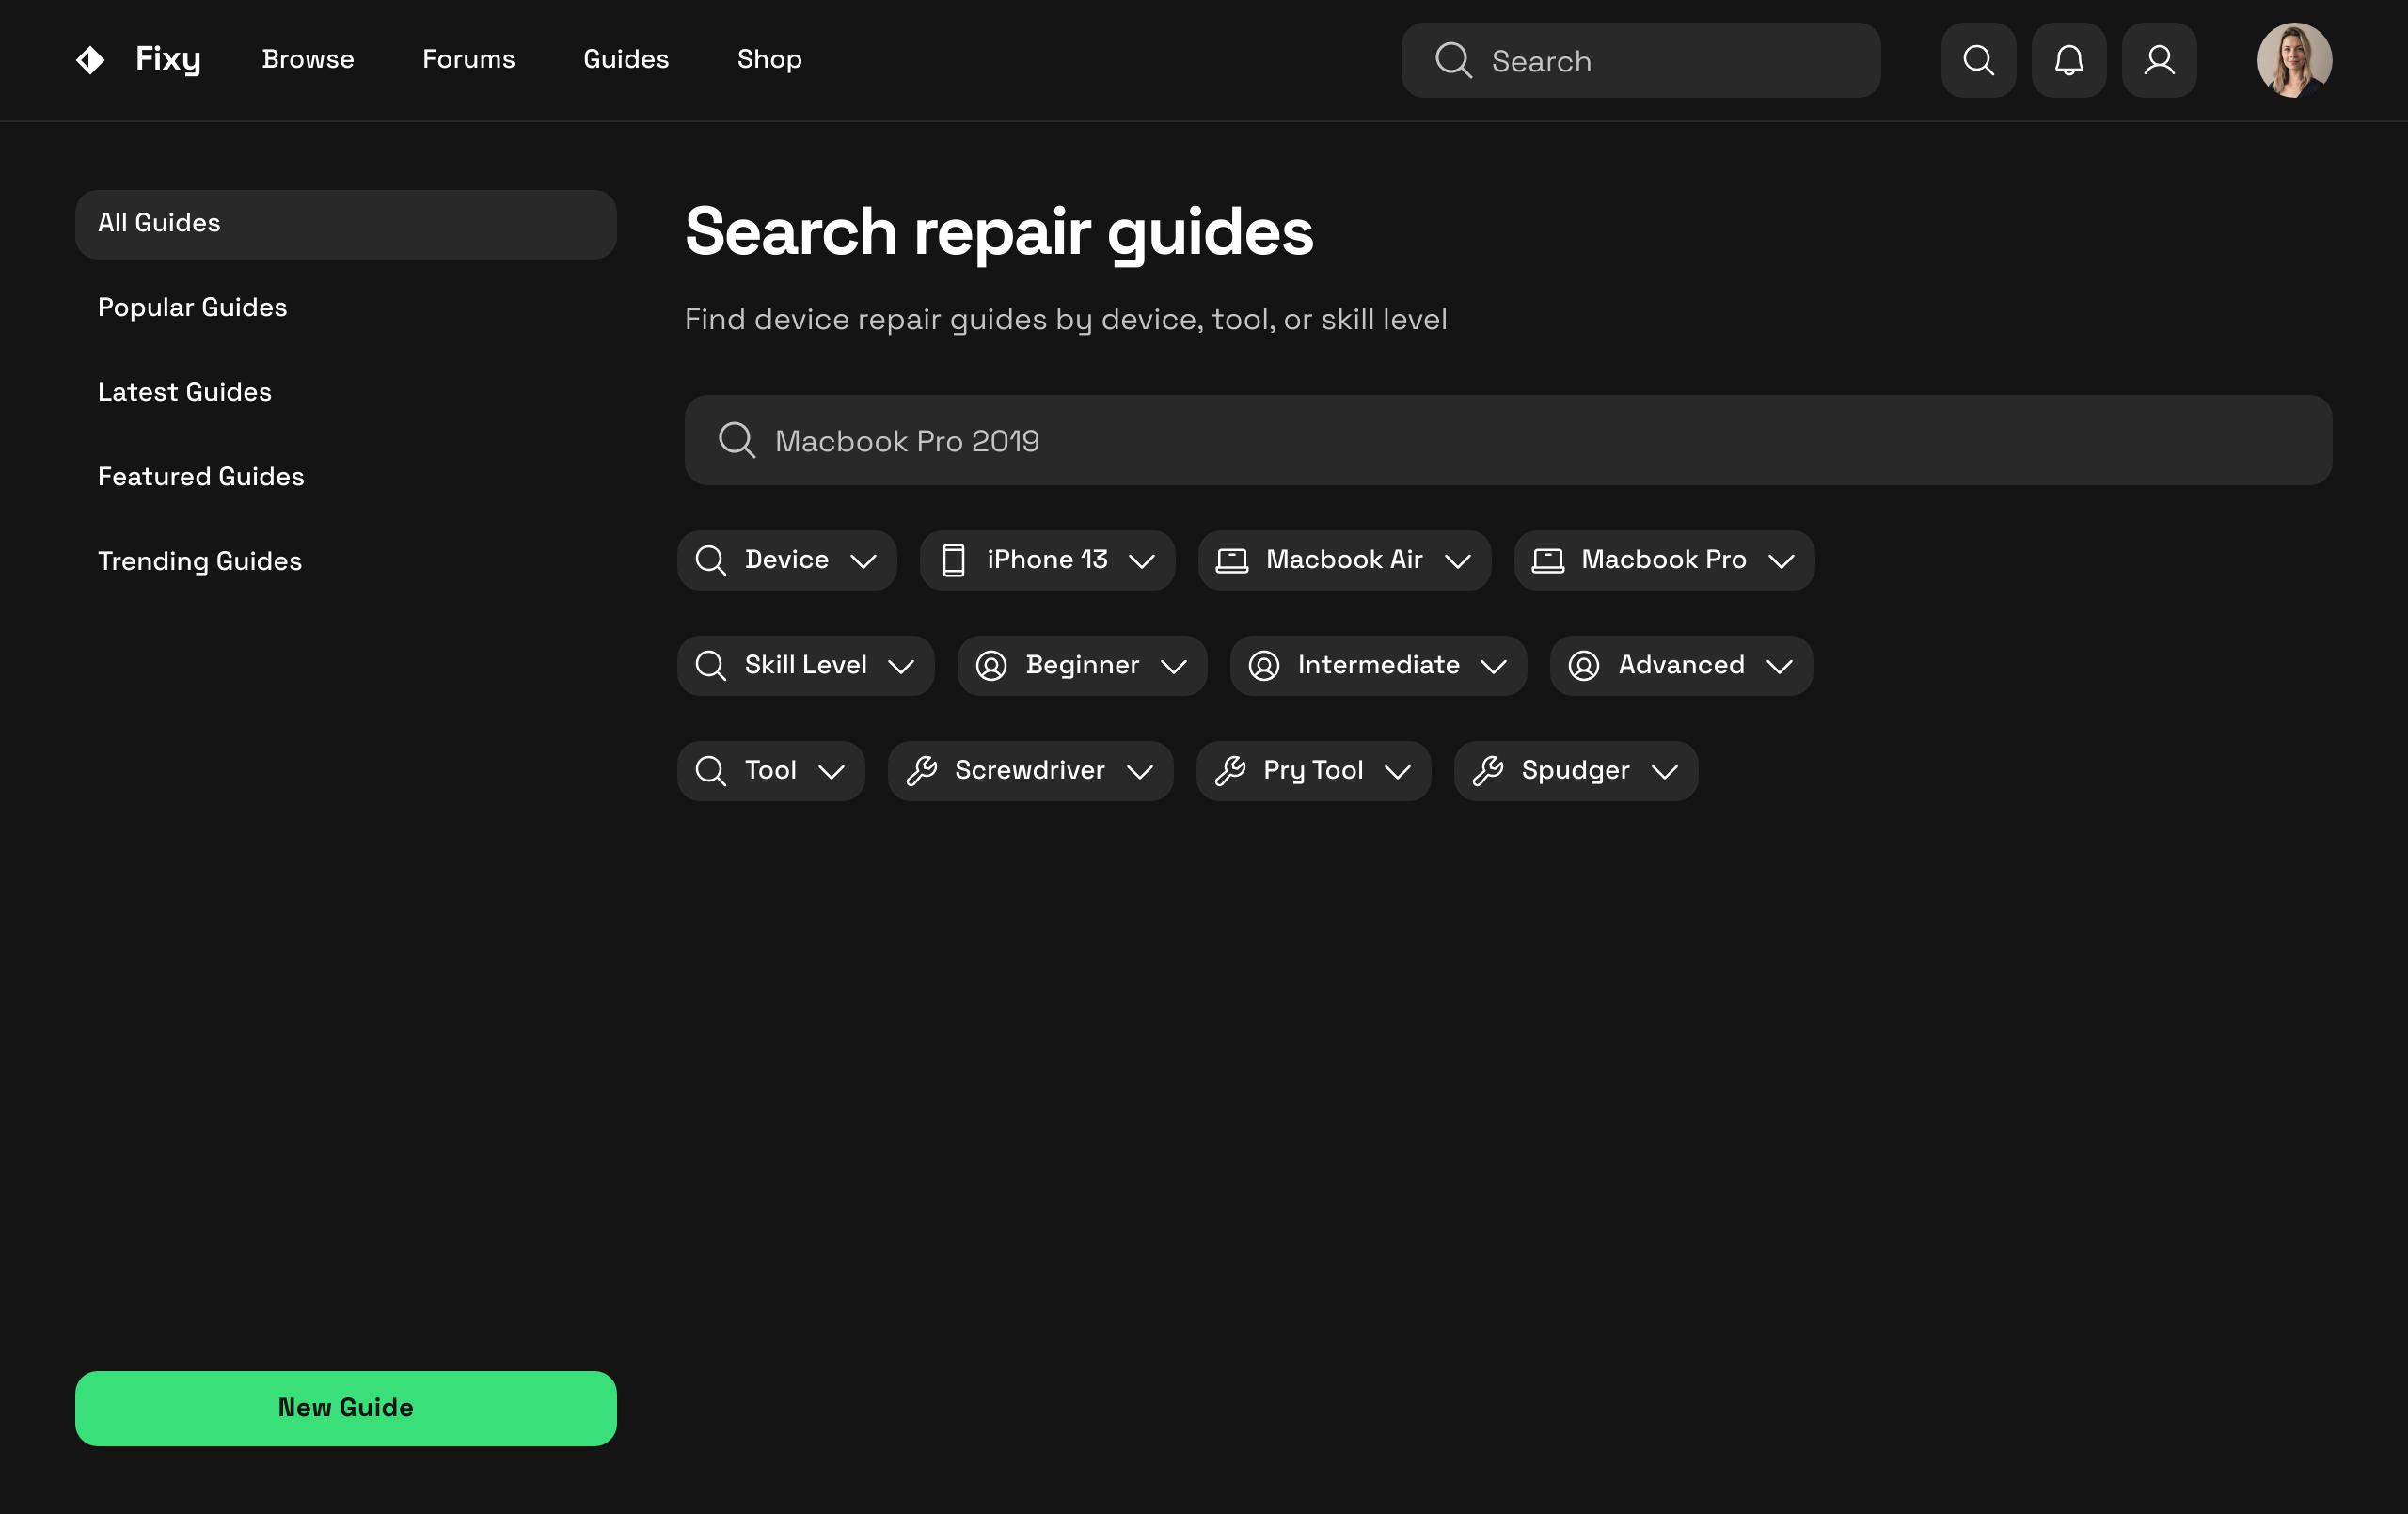 Fixy Browse Forums Guides Shop Search
All Guides
Popular Guides
Latest Guides
Featured Guides
Trending Guides
New Guide
Search repair guides
Find device repair guides by device, tool, or skill level
Macbook Pro 2019
Device iPhone 13 Macbook Air Macbook Pro
Skill Level Beginner Intermediate Advanced
Tool Screwdriver Pry Tool Spudger